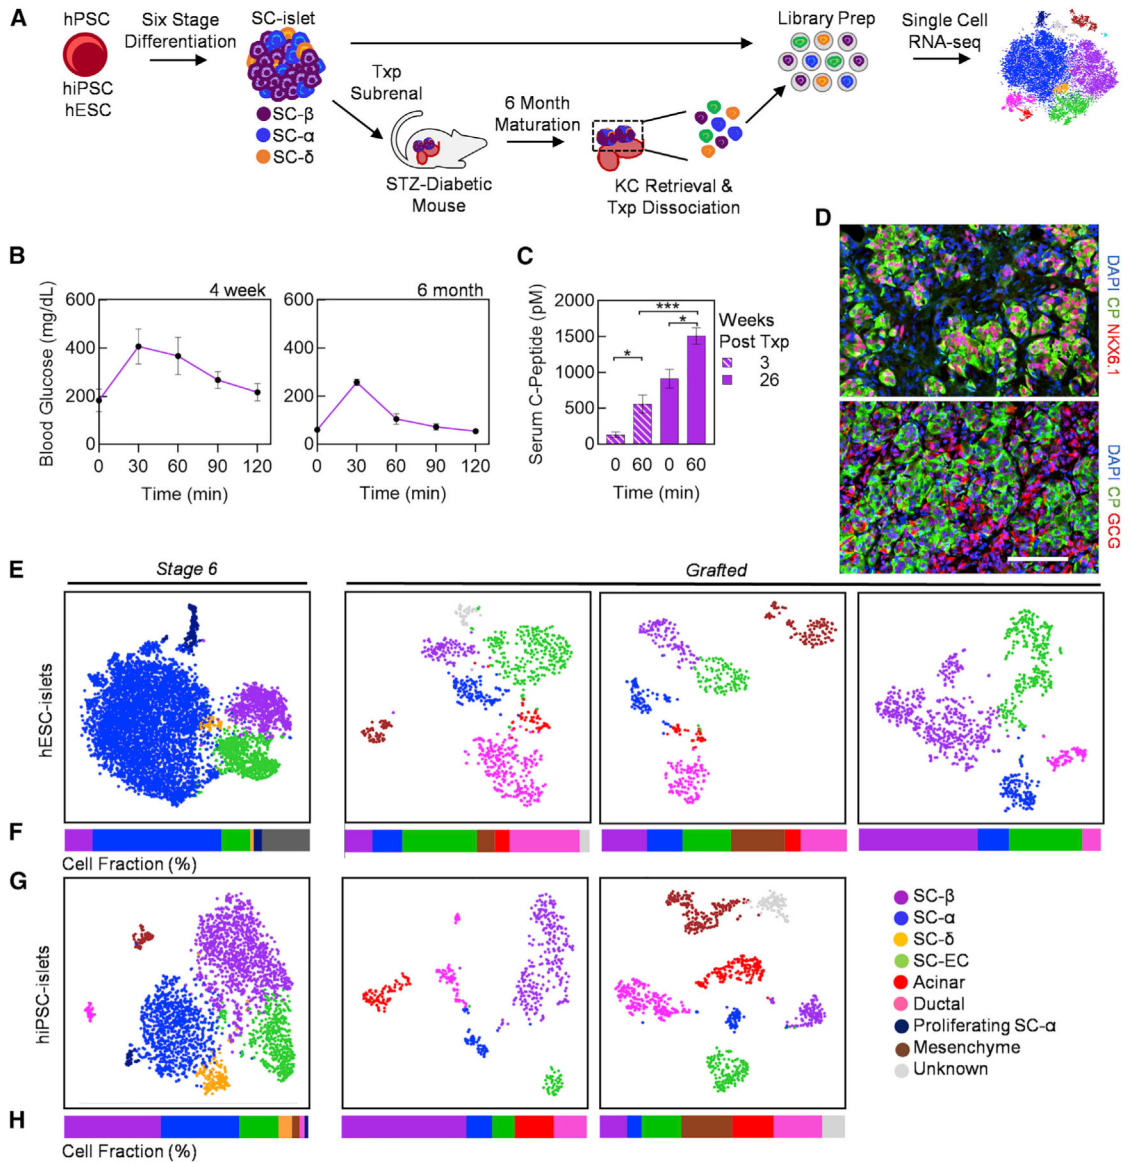 A
hPSC
hiPSC
hESC
Six Stage
Differentiation
SC-islet
SC-β
SC-α
SC-δ
Txp
Subrenal
STZ-Diabetic
Mouse
6 Month
Maturation
KC Retrieval &
Txp Dissociation
Library Prep
Single Cell
RNA-seq
B
4 week
6 month
Blood Glucose (mg/dL)
600
400
200
0
0 30 60 90 120
Time (min)
600
400
200
0
0 30 60 90 120
Time (min)
C
Serum C-Peptide (pM)
2000
1500
1000
500
0
***
*
*
0 60 0 60
Time (min)
Weeks
Post Txp
3
26
D
DAPI CP NKX6.1
DAPI CP GCG
E
Stage 6
Grafted
hESC-islets
F
Cell Fraction (%)
G
hiPSC-islets
SC-β
SC-α
SC-δ
SC-EC
Acinar
Ductal
Proliferating SC-α
Mesenchyme
Unknown
H
Cell Fraction (%)